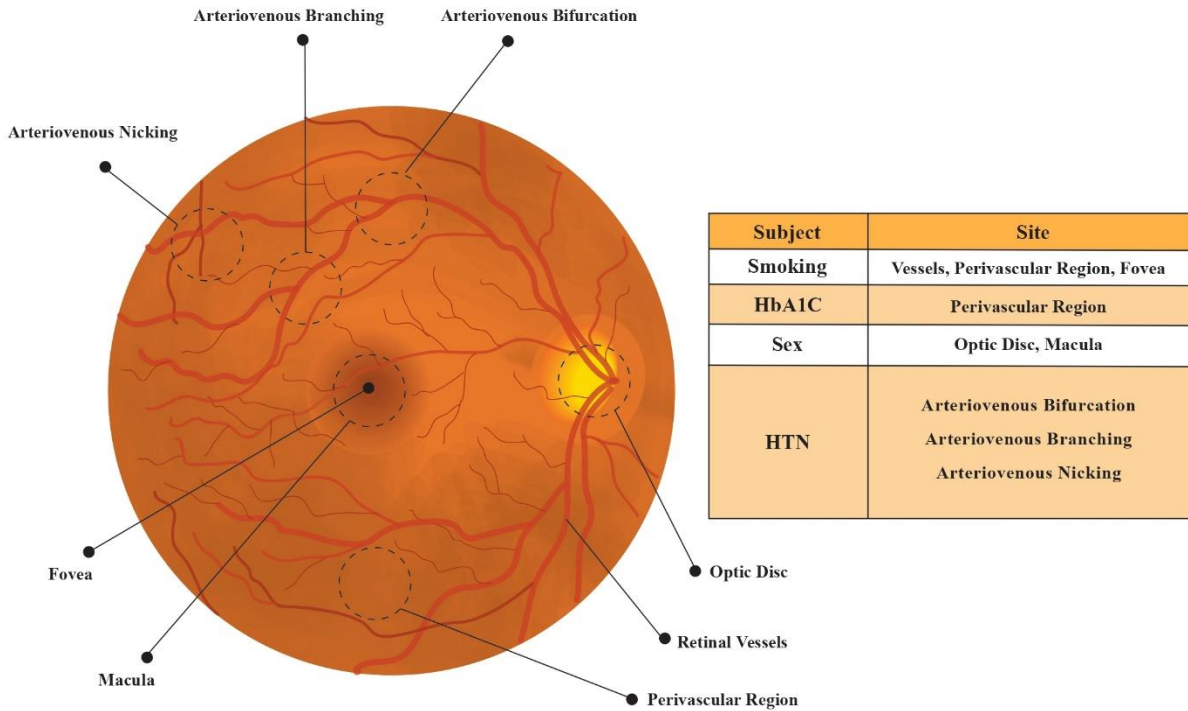 Arteriovenous Branching
Arteriovenous Bifurcation
Arteriovenous Nicking
Fovea
Macula
Optic Disc
Retinal Vessels
Perivascular Region
Subject Site
Smoking Vessels, Perivascular Region, Fovea
HbA1C Perivascular Region
Sex Optic Disc, Macula
HTN
Arteriovenous Bifurcation
Arteriovenous Branching
Arteriovenous Nicking